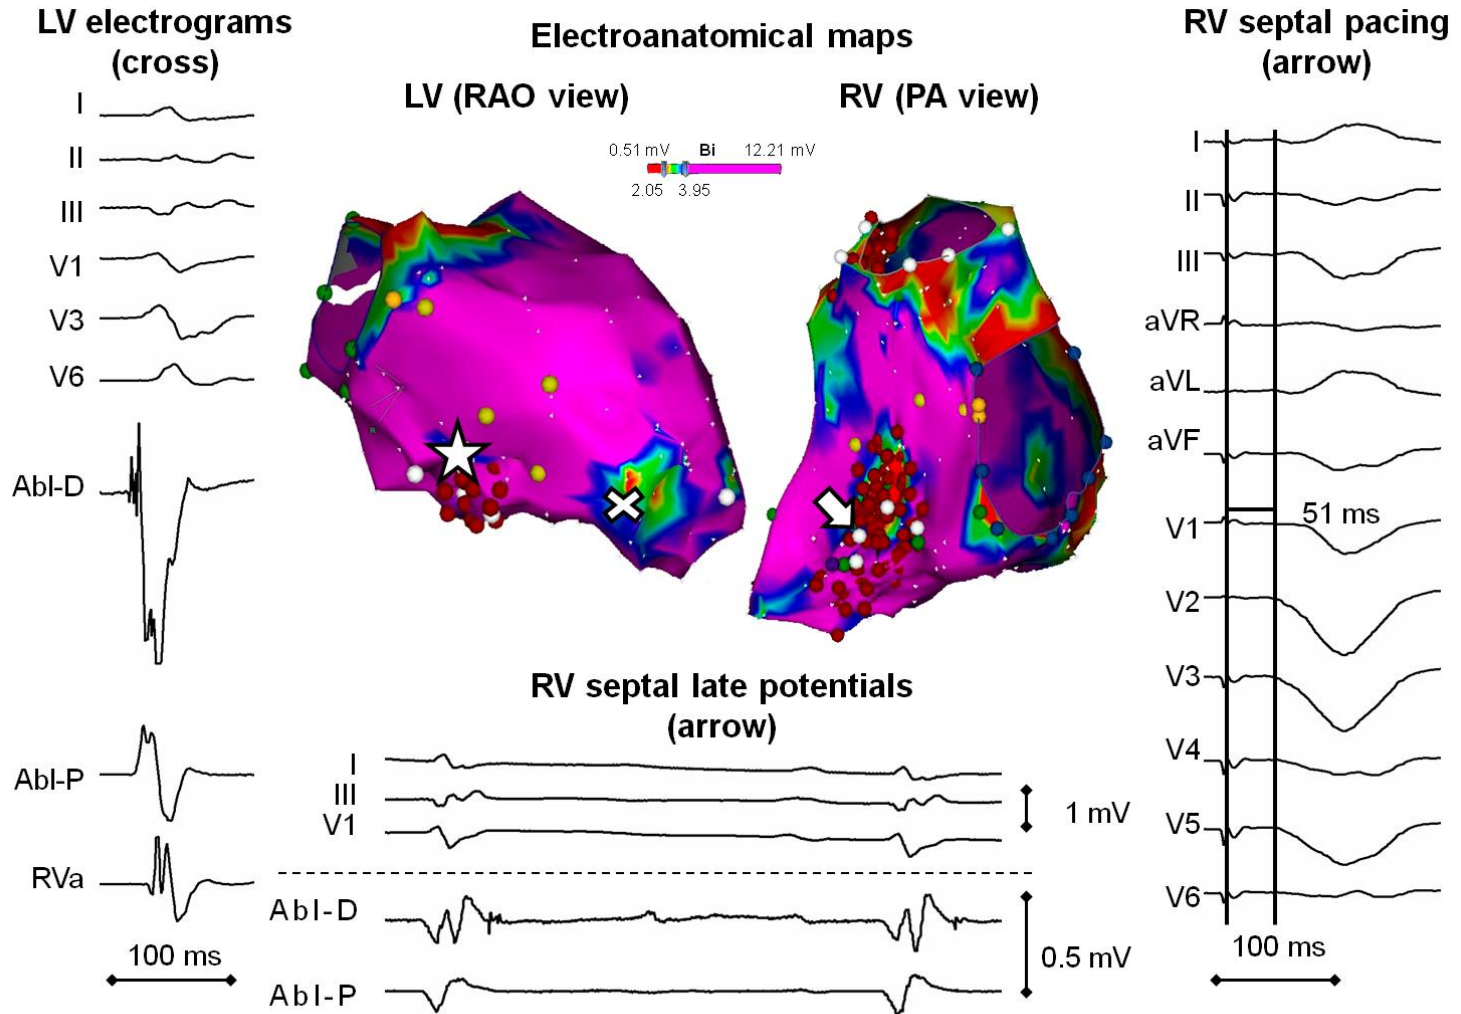 LV electrograms
(cross)
I
II
III
V1
V3
V6
Abl-D
Abl-P
RVa
100 ms
Electroanatomical maps
LV (RAO view)
RV (PA view)
0.51 mV Bi 12.21 mV
2.05 3.95
R
RV septal late potentials
(arrow)
I
III
V1
1 mV
Abl-D
0.5 mV
Abl-P
RV septal pacing
(arrow)
I
II
III
aVR
aVL
aVF
51 ms
V1
V2
V3
V4
V5
V6
100 ms